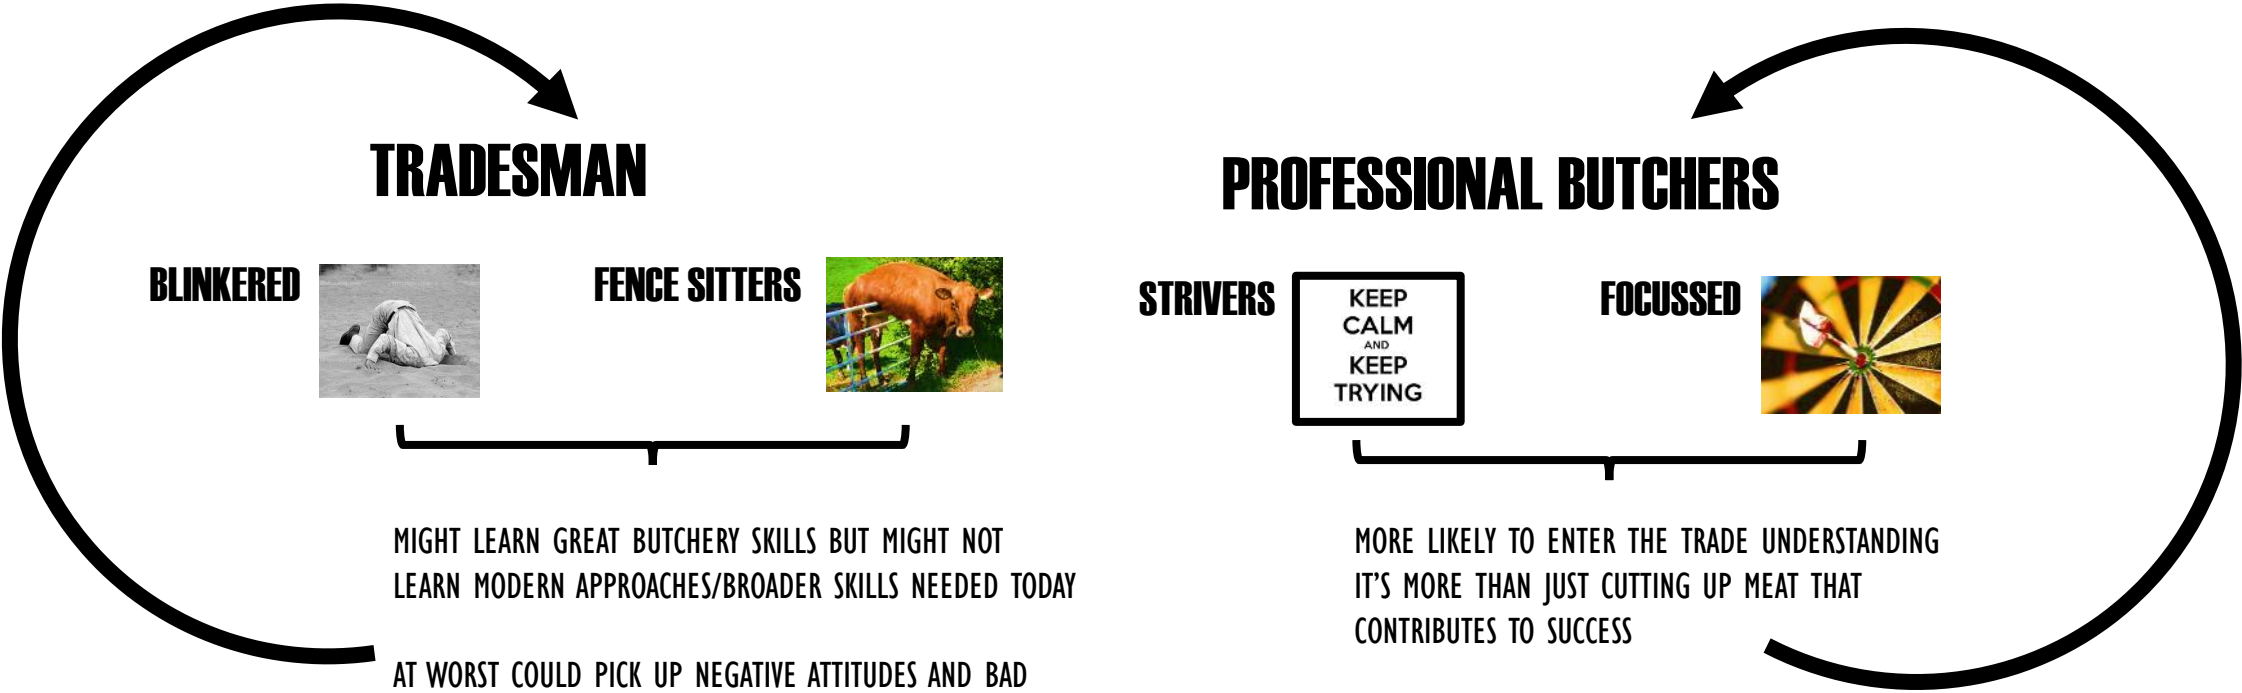 TRADESMAN
BLINKERED
FENCE SITTERS
MIGHT LEARN GREAT BUTCHERY SKILLS BUT MIGHT NOT
LEARN MODERN APPROACHES/BROADER SKILLS NEEDED TODAY
AT WORST COULD PICK UP NEGATIVE ATTITUDES AND BAD
PROFESSIONAL BUTCHERS
STRIVERS
KEEP
CALM
AND
KEEP
TRYING
FOCUSSED
MORE LIKELY TO ENTER THE TRADE UNDERSTANDING
IT'S MORE THAN JUST CUTTING UP MEAT THAT
CONTRIBUTES TO SUCCESS